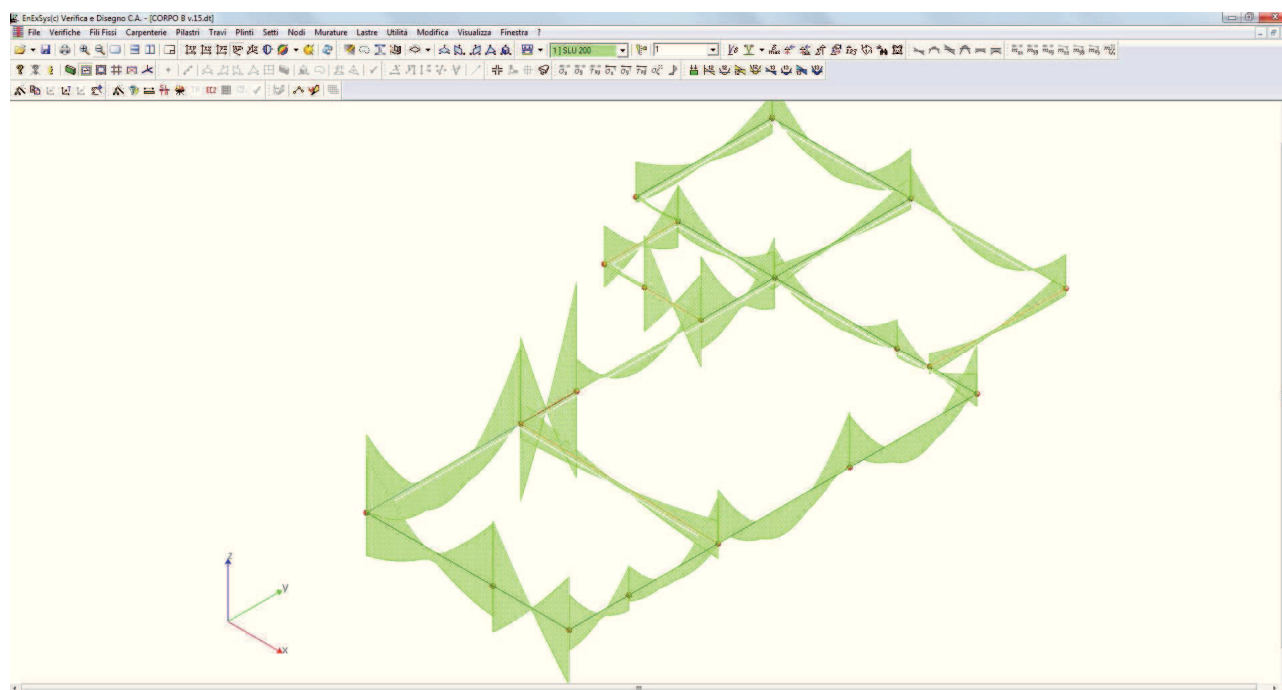 EnExSys(c) Verifica e Disegno C.A. - [CORPO B v.15.dt]
File Verifiche Fili Fissi Carpenterie Pilastri Travi Plinti Setti Nodi Murature Lastre Utilità Modifica Visualizza Finestra ?
1] SLU 200 1
z
y
x